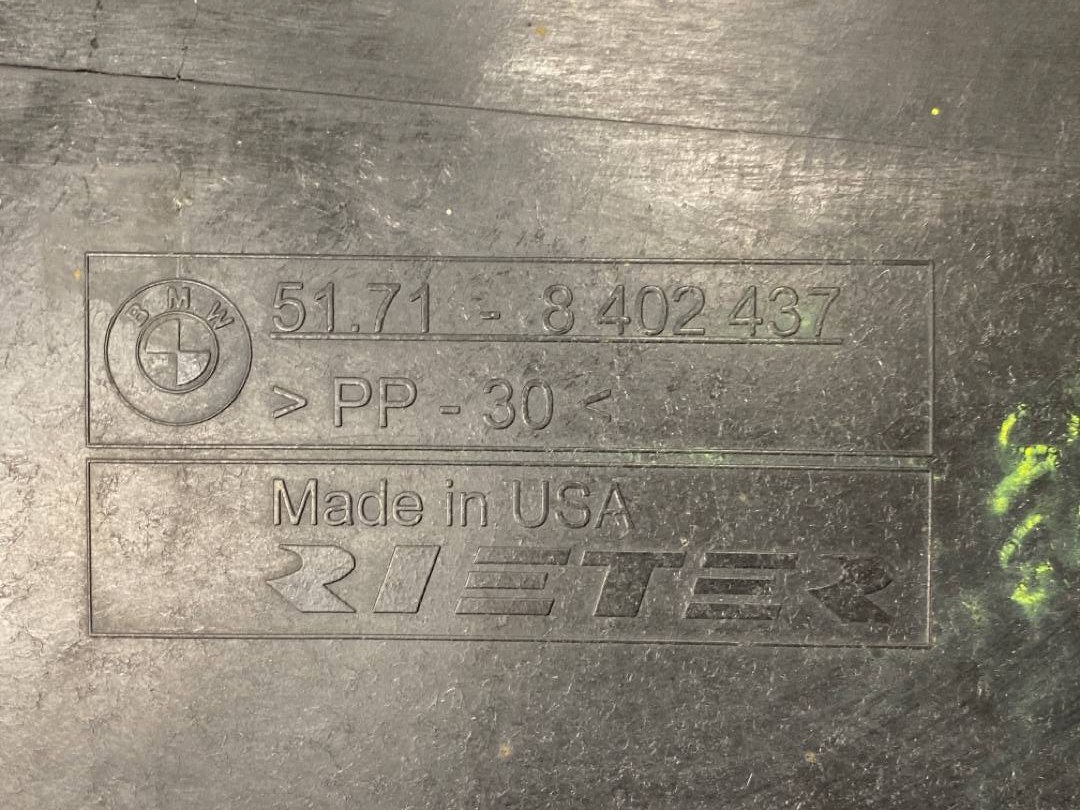 BMW
51.71 - 8 402 437
> PP - 30 <
Made in USA
RIETER